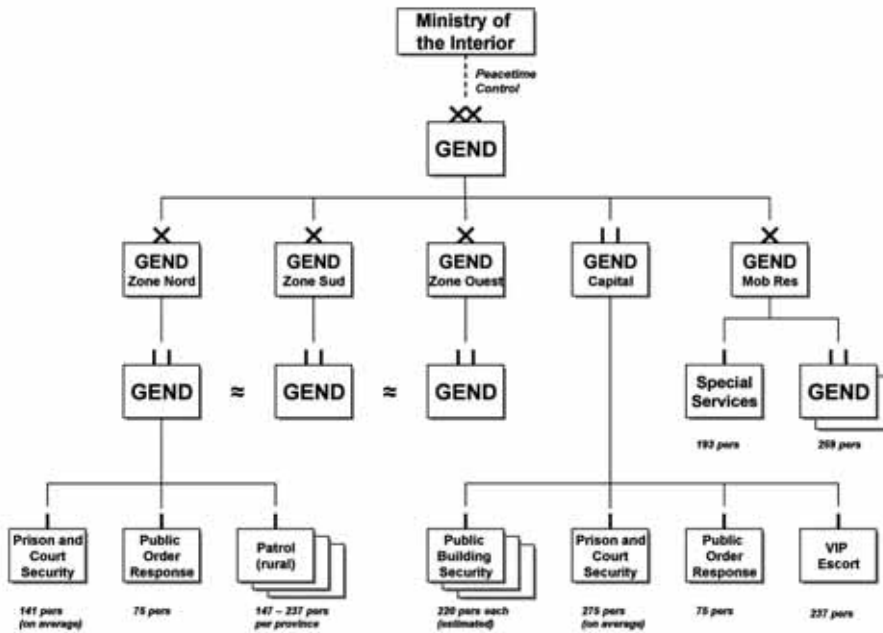 Ministry of
the Interior
Peacetime
Control
GEND
GEND
Zone Nord
GEND
Zone Sud
GEND
Zone Ouest
GEND
Capital
GEND
Mob Res
GEND
≈
GEND
≈
GEND
Special
Services
GEND
193 pers
259 pers
Prison and
Court
Security
Public
Order
Response
Patrol
(rural)
Public
Building
Security
Prison and
Court
Security
Public
Order
Response
VIP
Escort
141 pers
(on average)
75 pers
147 – 237 pers
per province
220 pers each
(estimated)
275 pers
(on average)
75 pers
237 pers